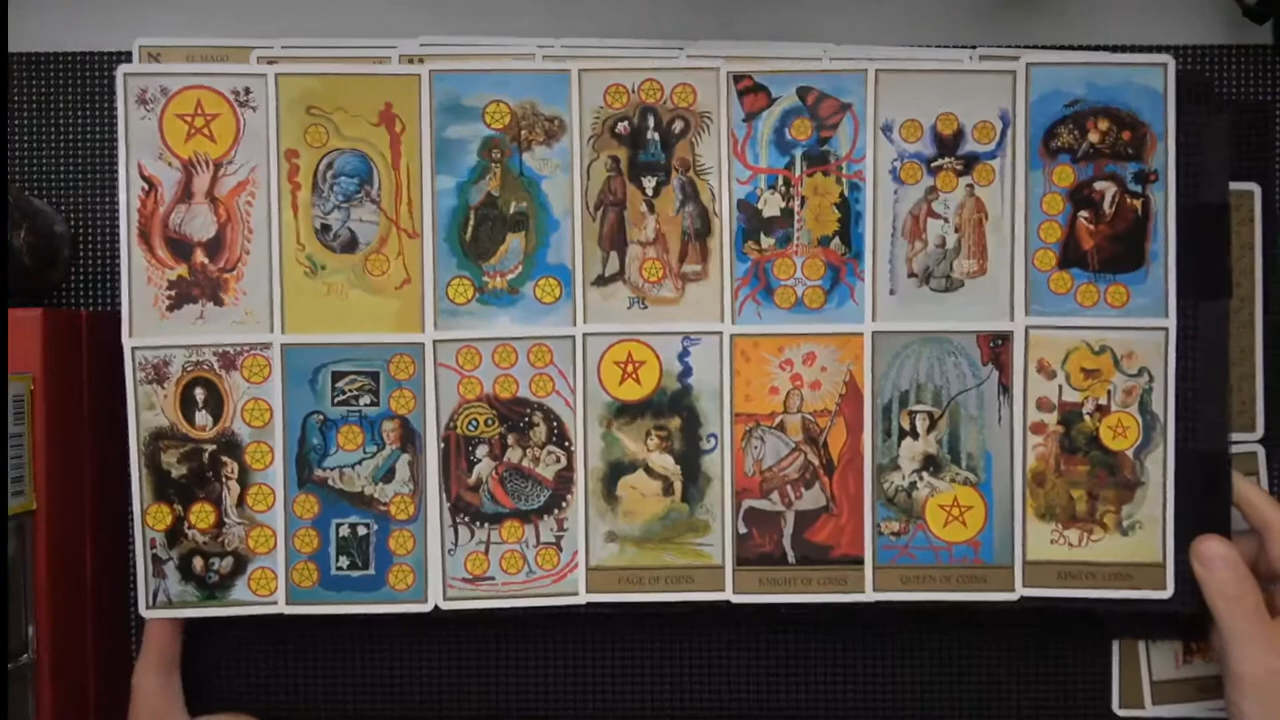 EL MAGO
PAGE OF COINS
KNIGHT OF COINS
QUEEN OF COINS
KING OF COINS